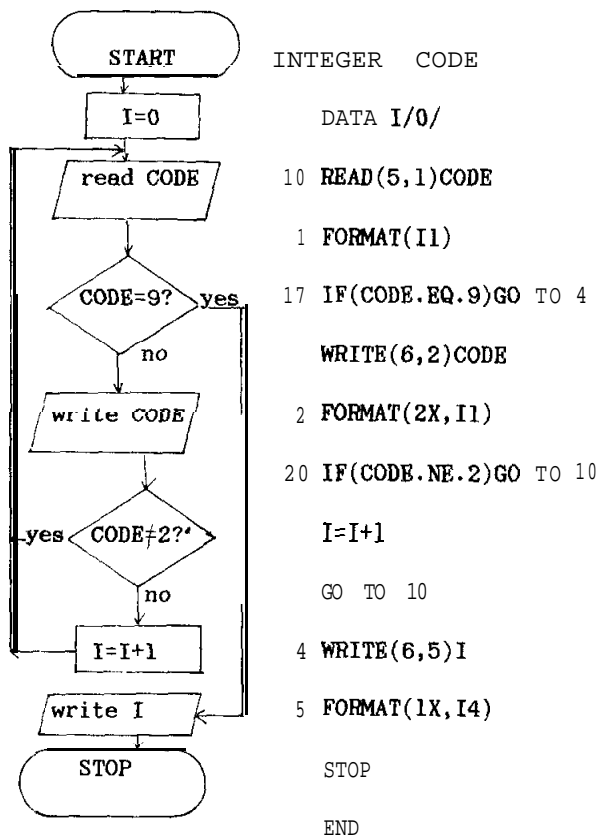 START
I=0
read CODE
CODE=9? yes
no
write CODE
yes CODE≠2?
no
I=I+1
write I
STOP
INTEGER CODE
DATA I/0/
10 READ(5,1)CODE
1 FORMAT(I1)
17 IF(CODE.EQ.9)GO TO 4
WRITE(6,2)CODE
2 FORMAT(2X,I1)
20 IF(CODE.NE.2)GO TO 10
I=I+1
GO TO 10
4 WRITE(6,5)I
5 FORMAT(1X,I4)
STOP
END